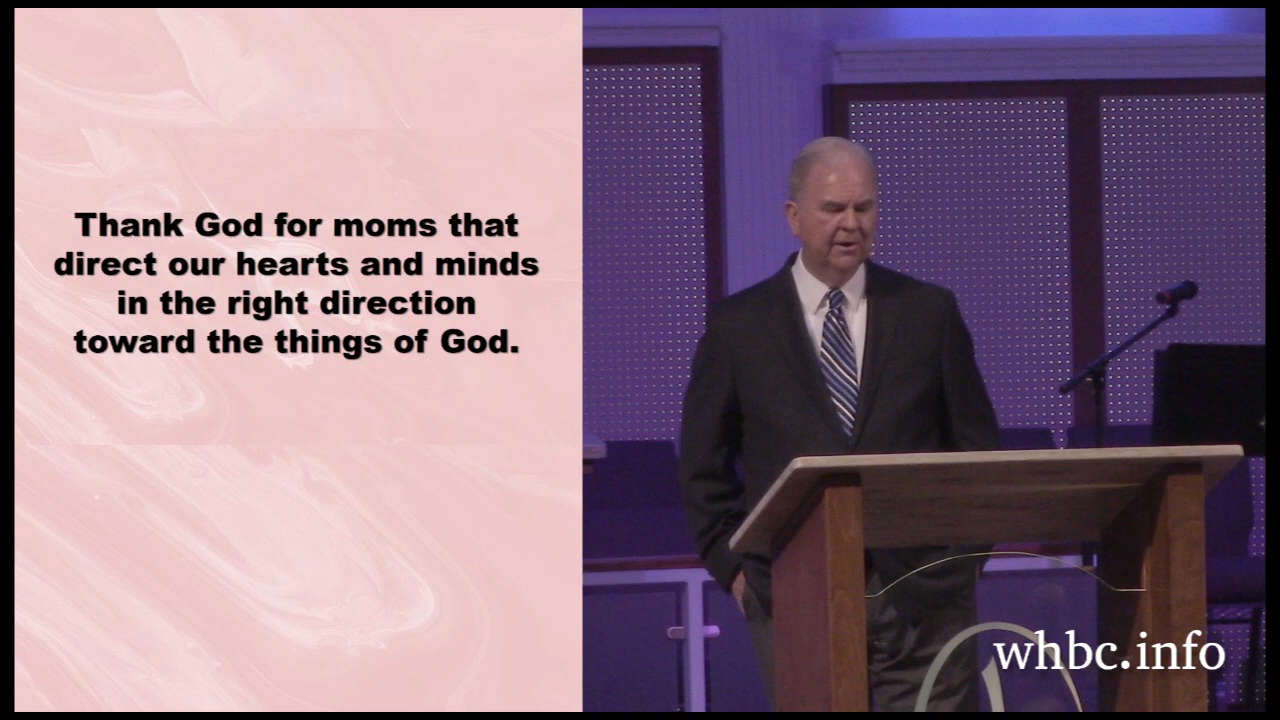 Thank God for moms that
direct our hearts and minds
in the right direction
toward the things of God.
whbc.info